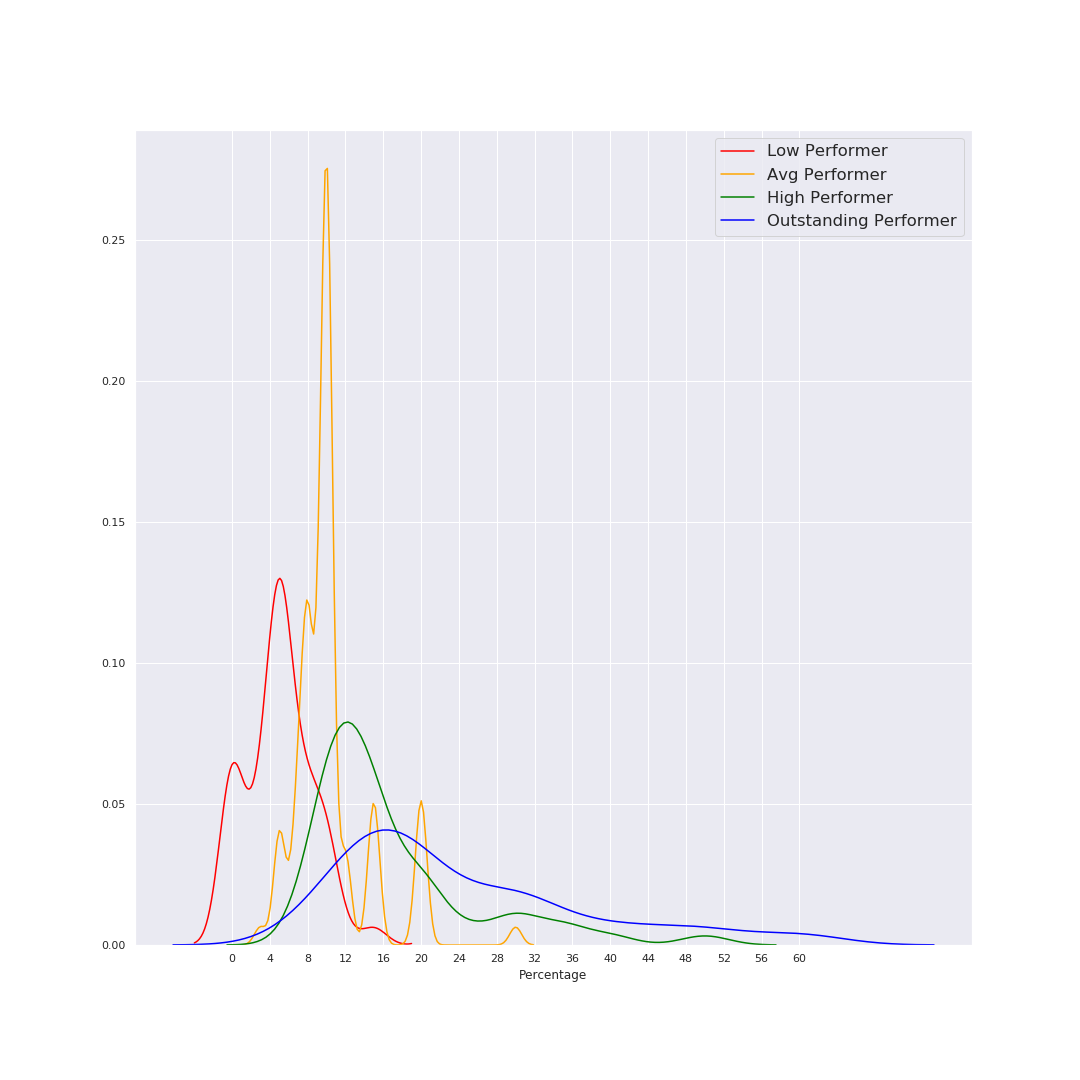 Low Performer
Avg Performer
High Performer
Outstanding Performer
0.25
0.20
0.15
0.10
0.05
0.00
0 4 8 12 16 20 24 28 32 36 40 44 48 52 56 60
Percentage